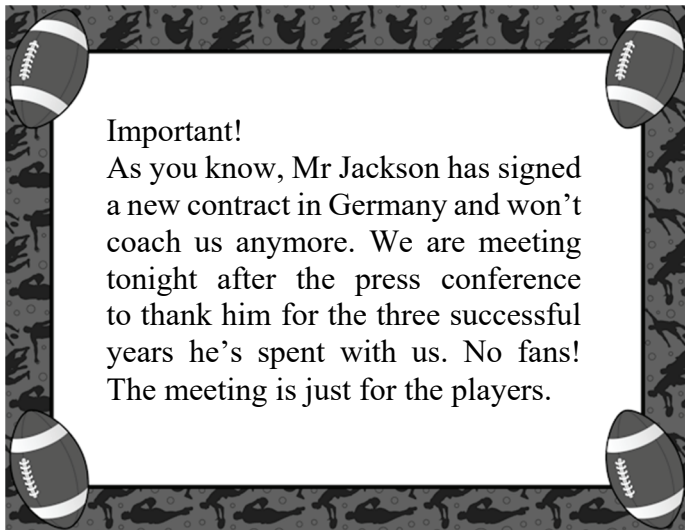 Important!
As you know, Mr Jackson has signed
a new contract in Germany and won’t
coach us anymore. We are meeting
tonight after the press conference
to thank him for the three successful
years he’s spent with us. No fans!
The meeting is just for the players.